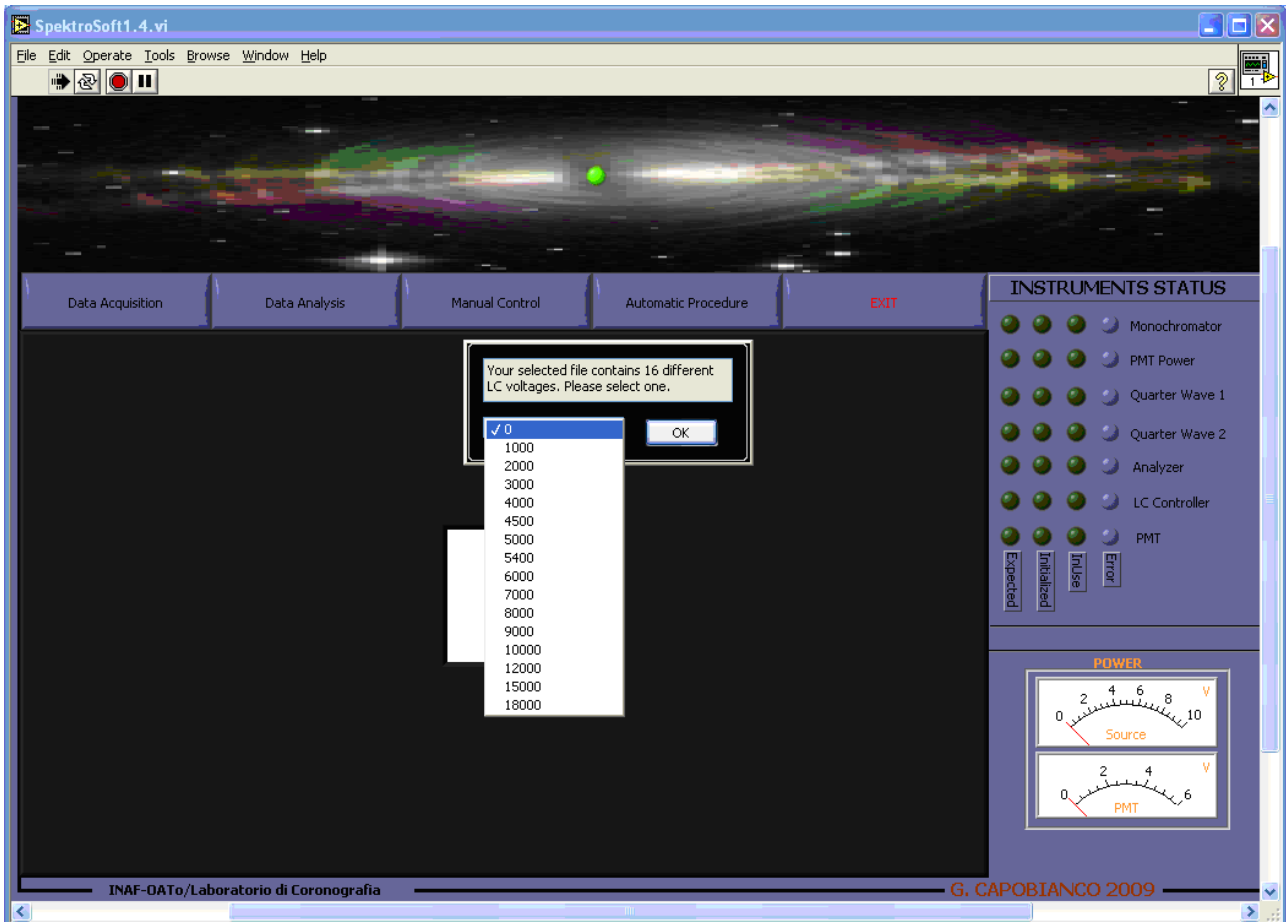 SpektroSoft1.4.vi
File Edit Operate Tools Browse Window Help
1
Data Acquisition
Data Analysis
Manual Control
Automatic Procedure
EXIT
Your selected file contains 16 different
LC voltages. Please select one.
✓ 0
1000
2000
3000
4000
4500
5000
5400
6000
7000
8000
9000
10000
12000
15000
18000
OK
INSTRUMENTS STATUS
Monochromator
PMT Power
Quarter Wave 1
Quarter Wave 2
Analyzer
LC Controller
PMT
Expected
Initialized
InUse
Error
POWER
0 2 4 6 8 10
V
Source
0 2 4 6
V
PMT
INAF-OATo/Laboratorio di Coronografia
G. CAPOBIANCO 2009